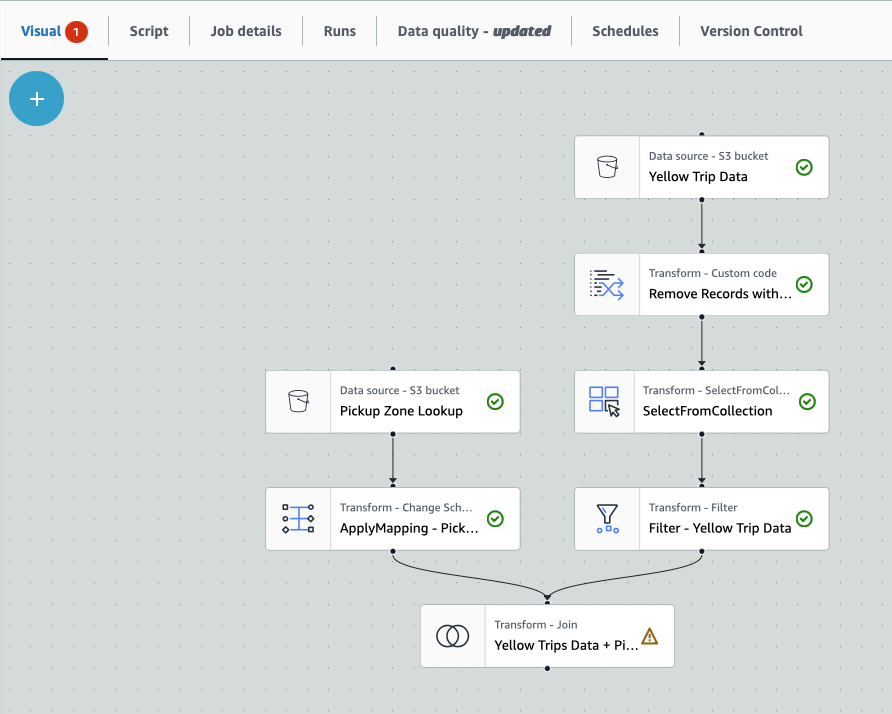 Visual 1 Script Job details Runs Data quality - updated Schedules Version Control
+
Data source - S3 bucket
Yellow Trip Data
Transform - Custom code
Remove Records with...
Data source - S3 bucket
Pickup Zone Lookup
Transform - SelectFromCol...
SelectFromCollection
Transform - Change Sch...
ApplyMapping - Pick...
Transform - Filter
Filter - Yellow Trip Data
Transform - Join
Yellow Trips Data + Pi...